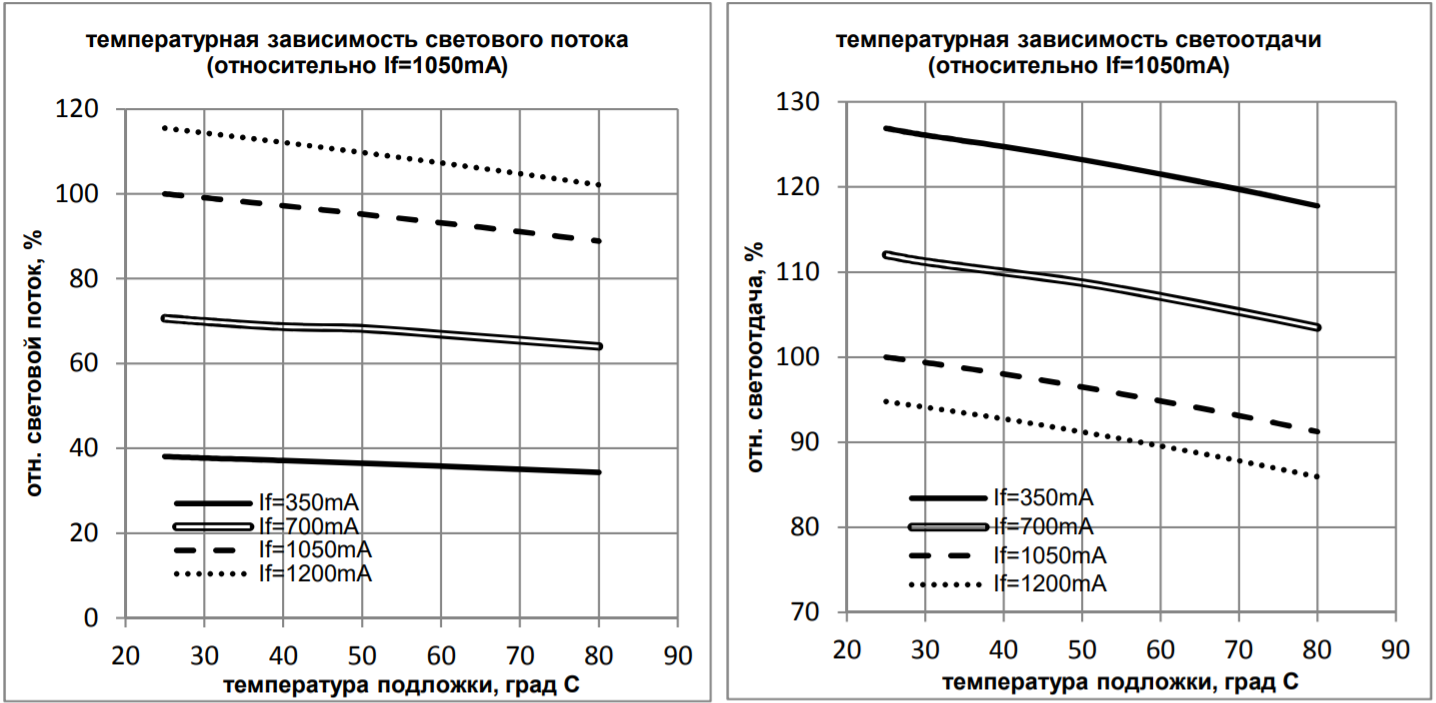 температурная зависимость светового потока
(относительно If=1050mA)
отн. световой поток, %
120
100
80
60
40
20
0
If=350mA
If=700mA
If=1050mA
If=1200mA
20 30 40 50 60 70 80 90
температура подложки, град С
температурная зависимость светоотдачи
(относительно If=1050mA)
отн. светоотдача, %
130
120
110
100
90
80
70
If=350mA
If=700mA
If=1050mA
If=1200mA
20 30 40 50 60 70 80 90
температура подложки, град С